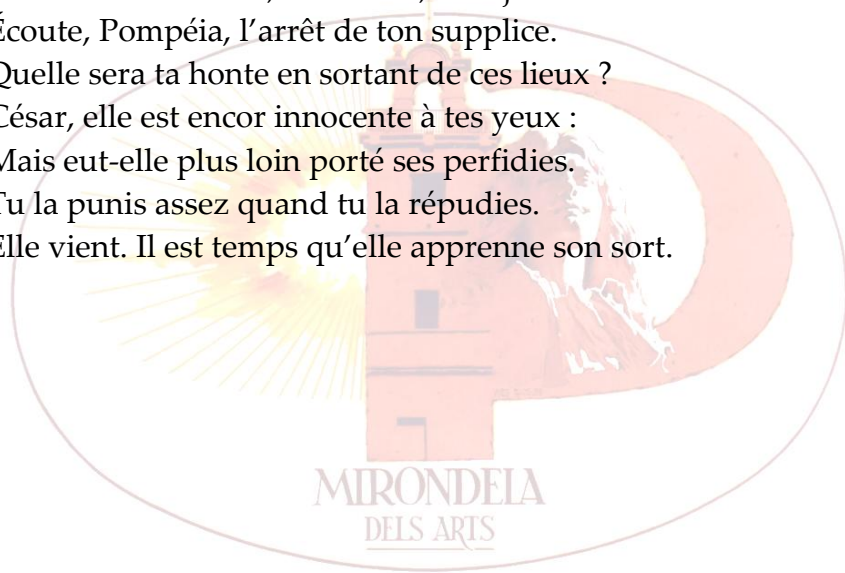 Écoute, Pompéia, l’arrêt de ton supplice.
Quelle sera ta honte en sortant de ces lieux ?
César, elle est encor innocente à tes yeux :
Mais eut-elle plus loin porté ses perfidies.
Tu la punis assez quand tu la répudies.
Elle vient. Il est temps qu’elle apprenne son sort.
MIRONDELA
DELS ARTS